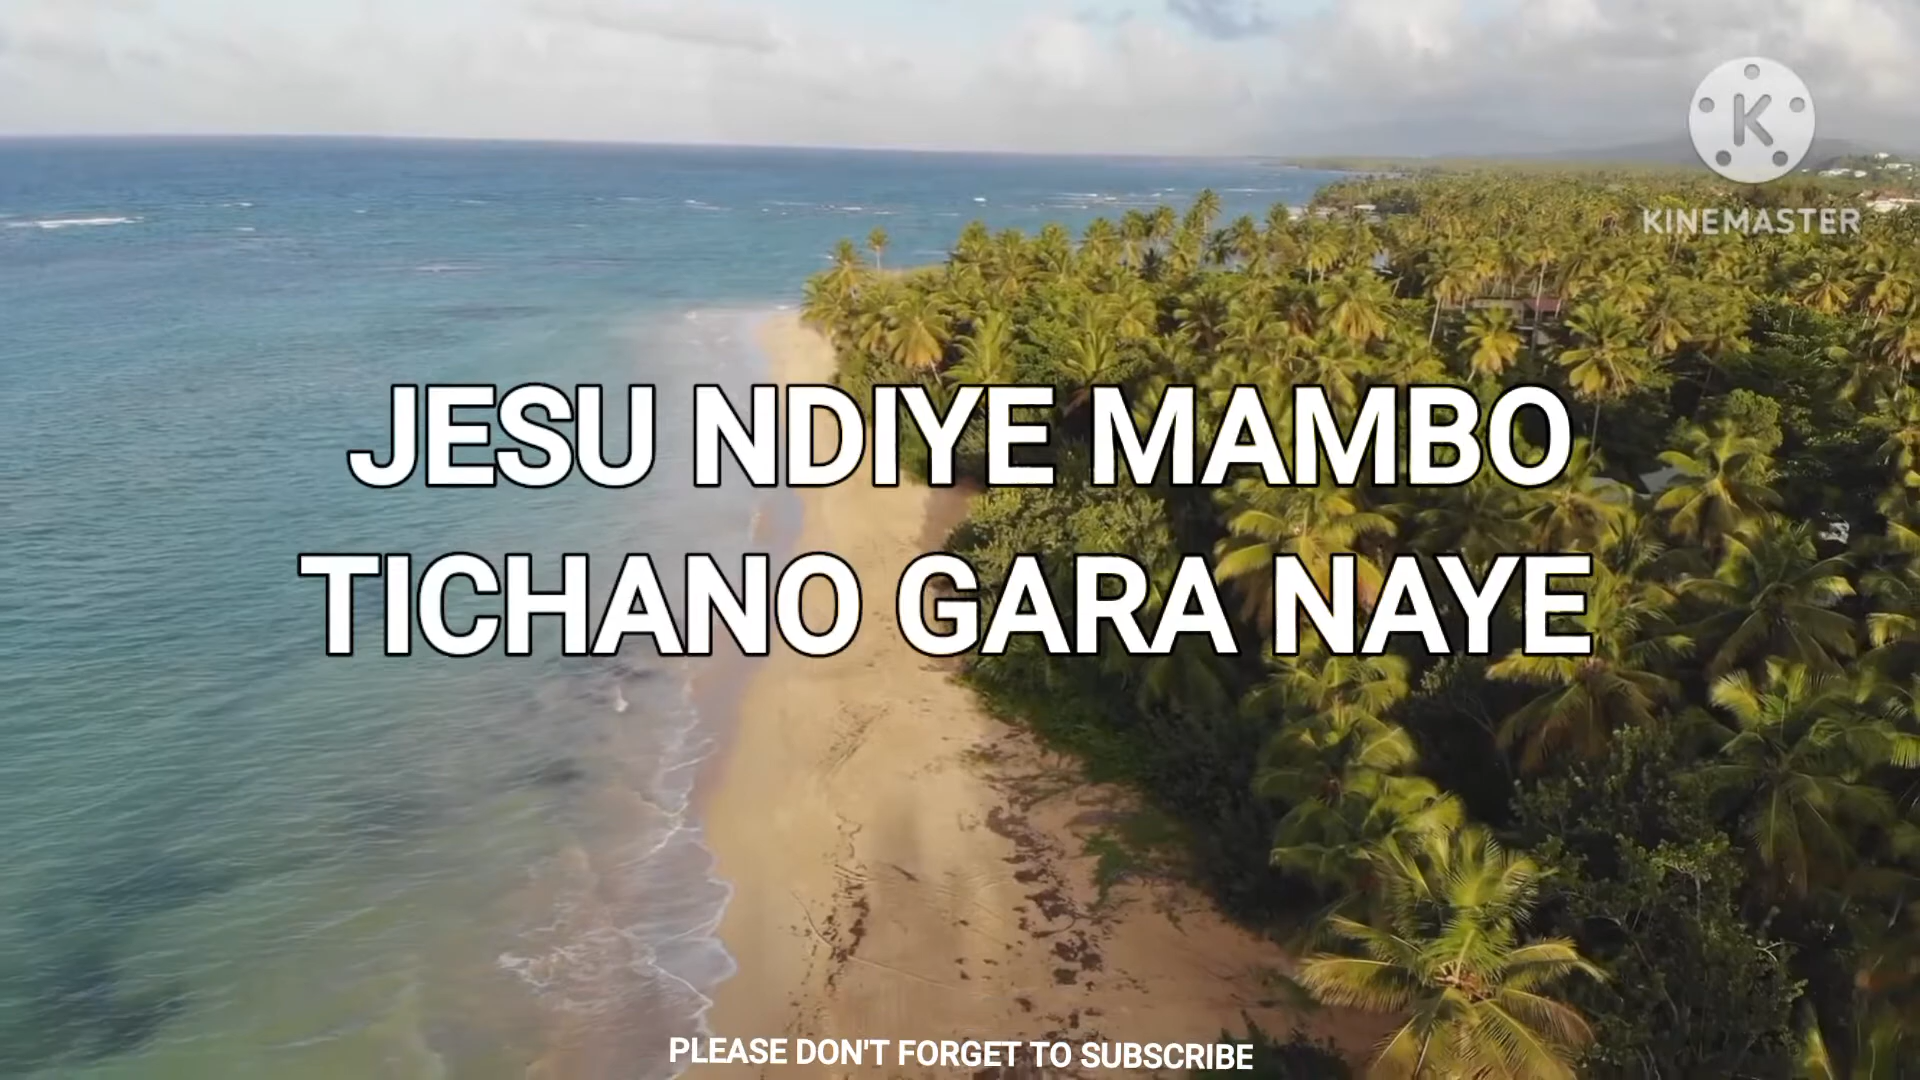 K
KINEMASTER
JESU NDIYE MAMBO
TICHANO GARA NAYE
PLEASE DON'T FORGET TO SUBSCRIBE